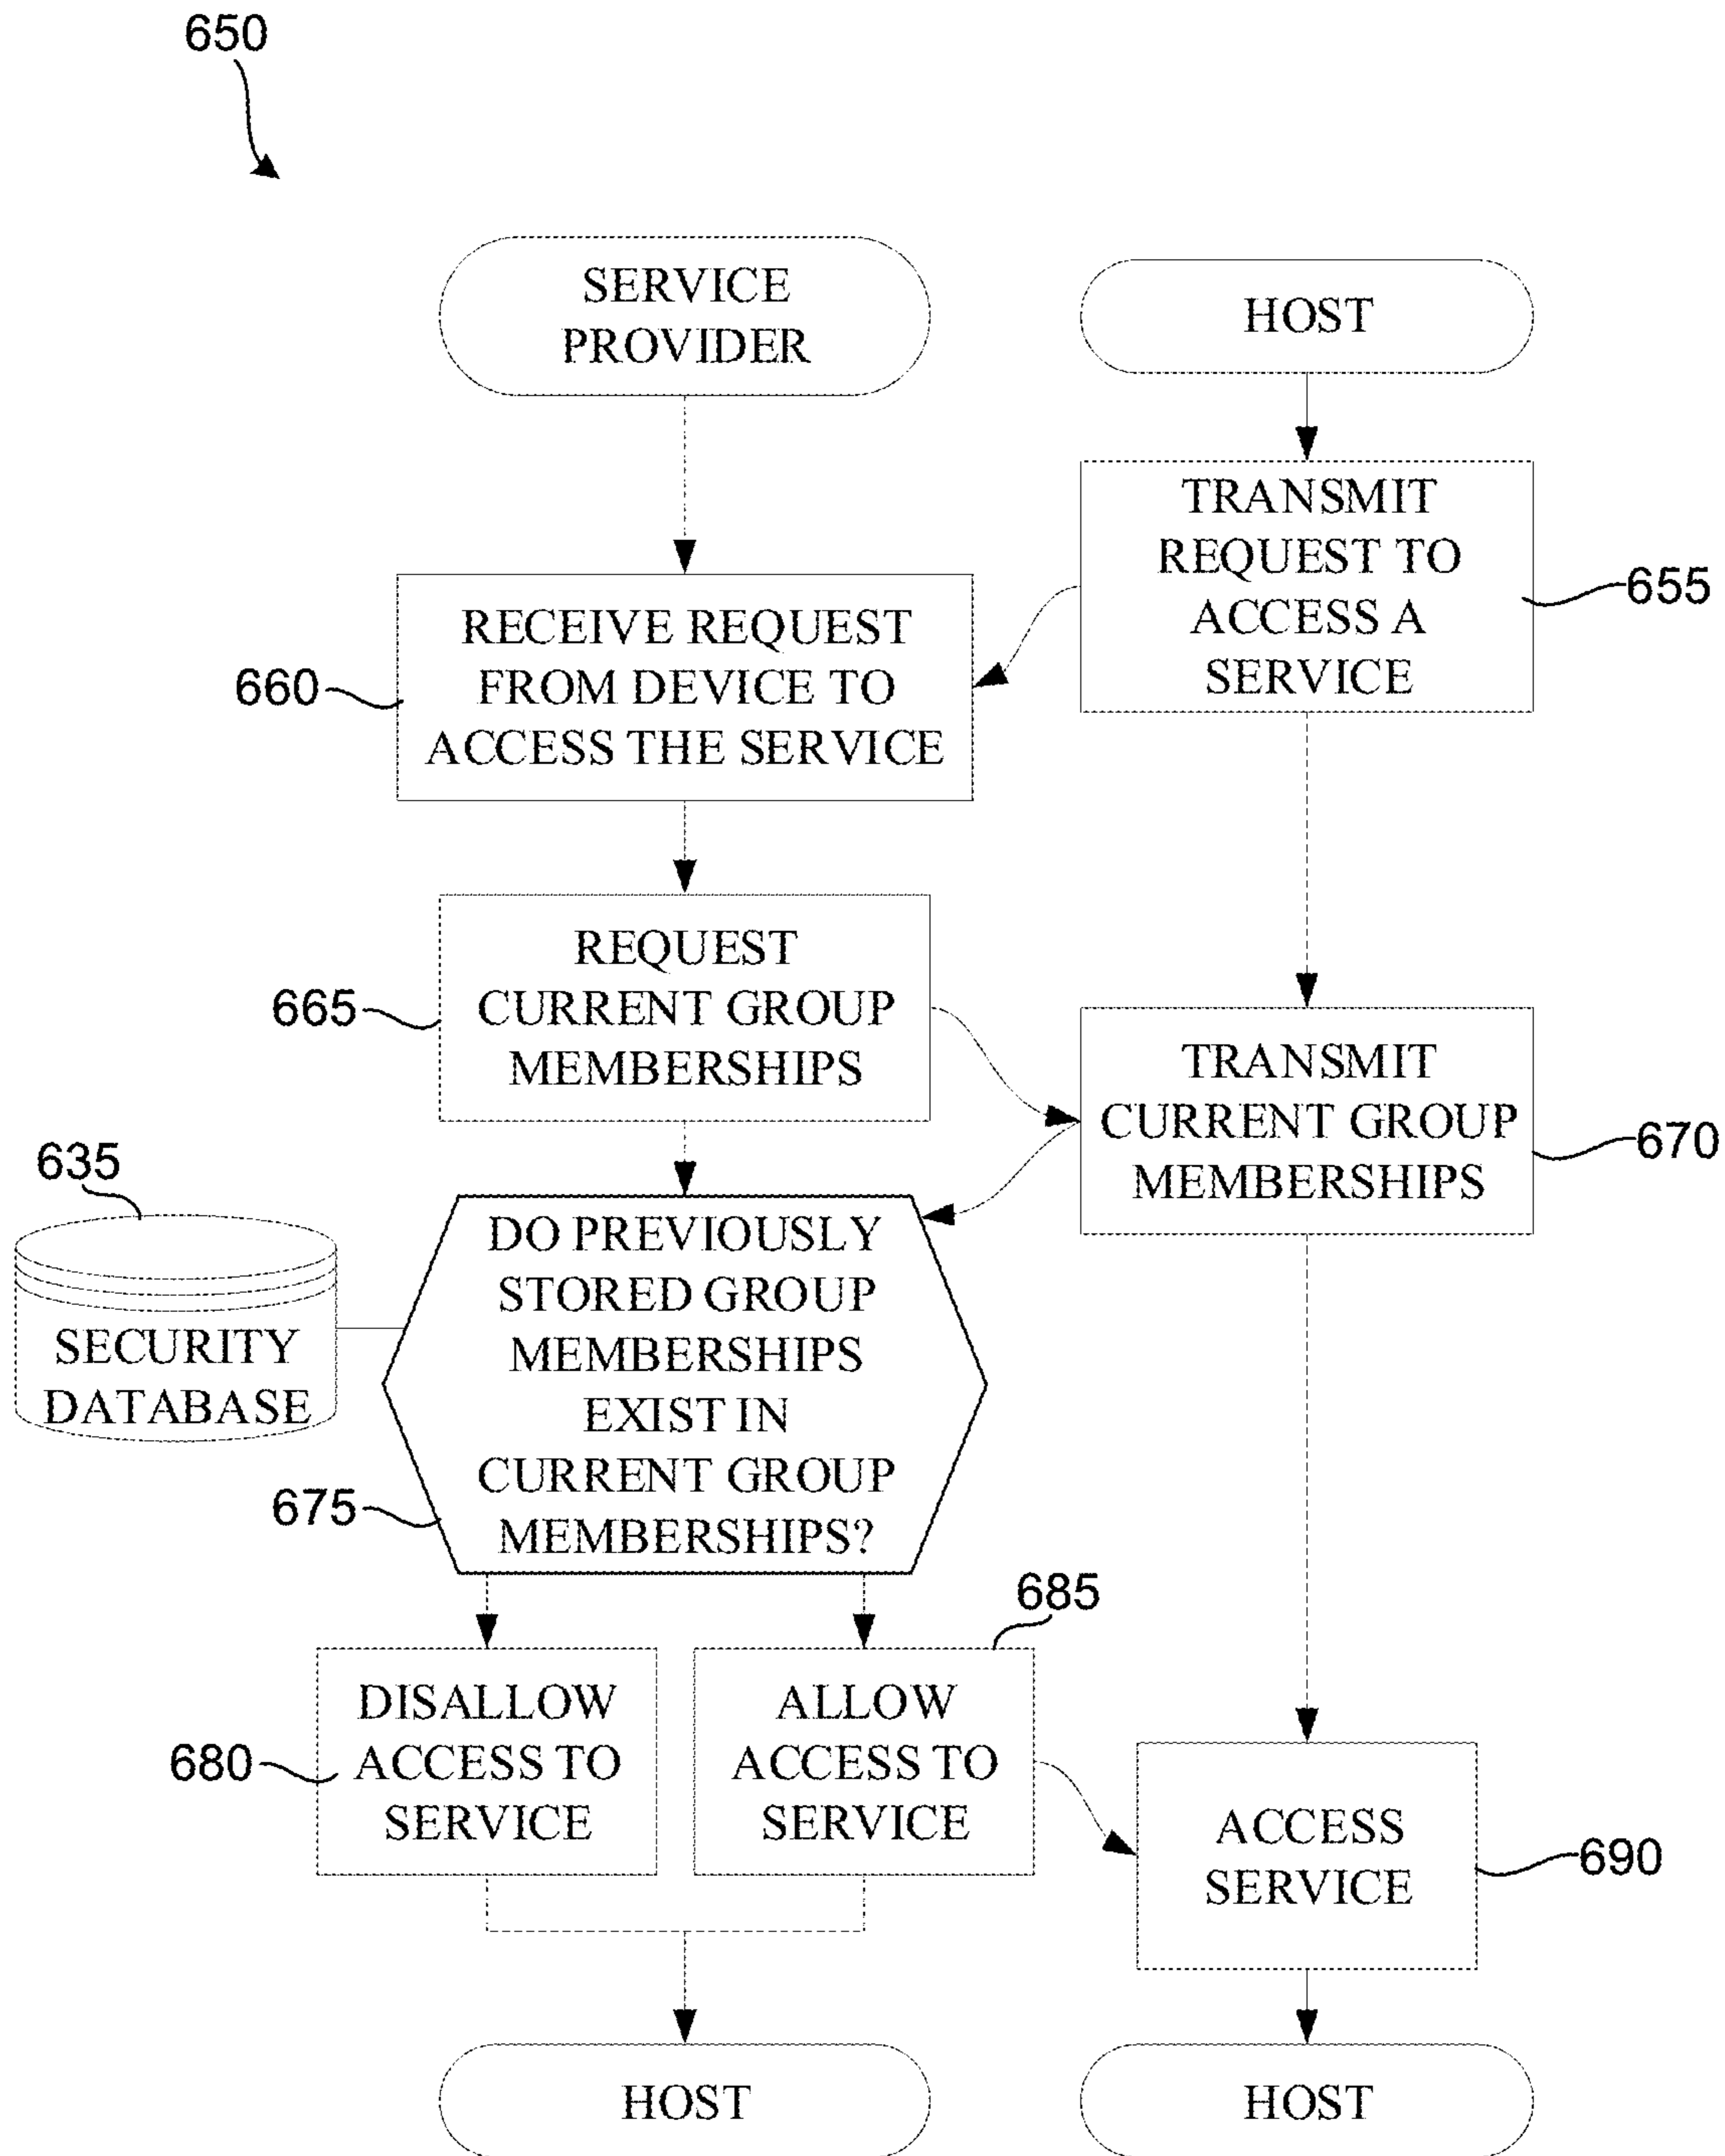 650
SERVICE
PROVIDER
HOST
TRANSMIT
REQUEST TO
ACCESS A
SERVICE
655
RECEIVE REQUEST
FROM DEVICE TO
ACCESS THE SERVICE
660
REQUEST
CURRENT GROUP
MEMBERSHIPS
665
TRANSMIT
CURRENT GROUP
MEMBERSHIPS
670
635
SECURITY
DATABASE
DO PREVIOUSLY
STORED GROUP
MEMBERSHIPS
EXIST IN
CURRENT GROUP
MEMBERSHIPS?
675
685
DISALLOW
ACCESS TO
SERVICE
680
ALLOW
ACCESS TO
SERVICE
ACCESS
SERVICE
690
HOST
HOST